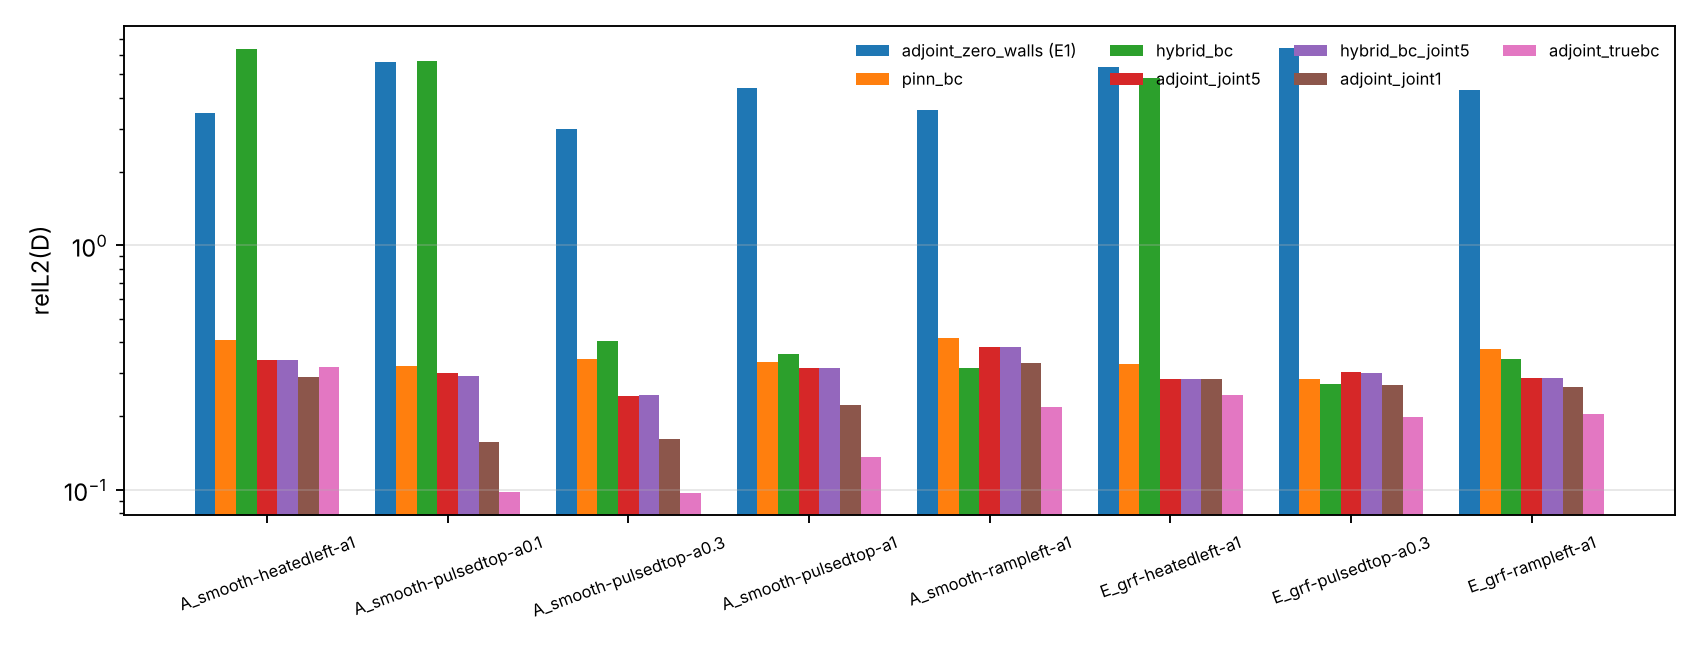 relL2(D)
10⁰
10⁻¹
adjoint_zero_walls (E1)
pinn_bc
hybrid_bc
adjoint_joint5
hybrid_bc_joint5
adjoint_joint1
adjoint_truebc
A_smooth-heatedleft-a1
A_smooth-pulsedtop-a0.1
A_smooth-pulsedtop-a0.3
A_smooth-pulsedtop-a1
A_smooth-rampleft-a1
E_grf-heatedleft-a1
E_grf-pulsedtop-a0.3
E_grf-rampleft-a1